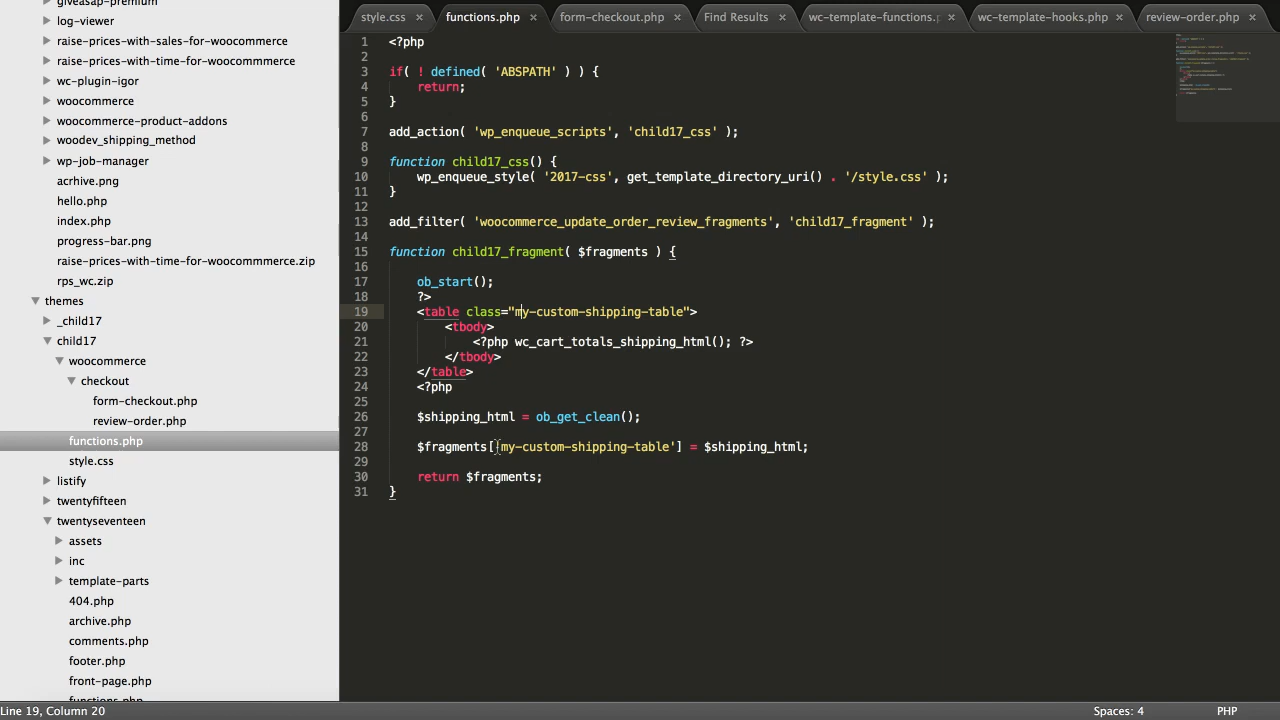 giveasap-premium
log-viewer
raise-prices-with-sales-for-woocommerce
raise-prices-with-time-for-woocommmerce
wc-plugin-igor
woocommerce
woocommerce-product-addons
woodev_shipping_method
wp-job-manager
acrhive.png
hello.php
index.php
progress-bar.png
raise-prices-with-time-for-woocommmerce.zip
rps_wc.zip
themes
_child17
child17
woocommerce
checkout
form-checkout.php
review-order.php
functions.php
style.css
listify
twentyfifteen
twentyseventeen
assets
inc
template-parts
404.php
archive.php
comments.php
footer.php
front-page.php
functions.php
style.css × functions.php × form-checkout.php × Find Results × wc-template-functions. × wc-template-hooks.php × review-order.php ×
1 <?php
2
3 if( ! defined( 'ABSPATH' ) ) {
4 return;
5 }
6
7 add_action( 'wp_enqueue_scripts', 'child17_css' );
8
9 function child17_css() {
10 wp_enqueue_style( '2017-css', get_template_directory_uri() . '/style.css' );
11 }
12
13 add_filter( 'woocommerce_update_order_review_fragments', 'child17_fragment' );
14
15 function child17_fragment( $fragments ) {
16
17 ob_start();
18 ?>
19 <table class="my-custom-shipping-table">
20 <tbody>
21 <?php wc_cart_totals_shipping_html(); ?>
22 </tbody>
23 </table>
24 <?php
25
26 $shipping_html = ob_get_clean();
27
28 $fragments['my-custom-shipping-table'] = $shipping_html;
29
30 return $fragments;
31 }
Line 19, Column 20 Spaces: 4 PHP